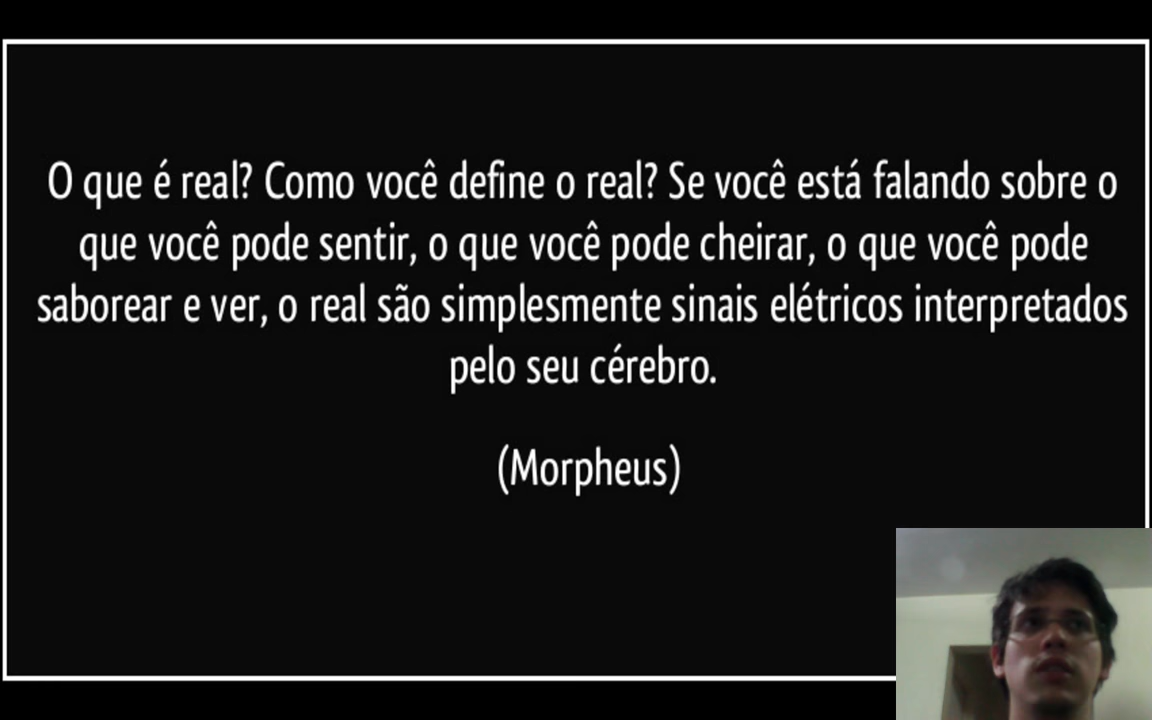 O que é real? Como você define o real? Se você está falando sobre o
que você pode sentir, o que você pode cheirar, o que você pode
saborear e ver, o real são simplesmente sinais elétricos interpretados
pelo seu cérebro.
(Morpheus)